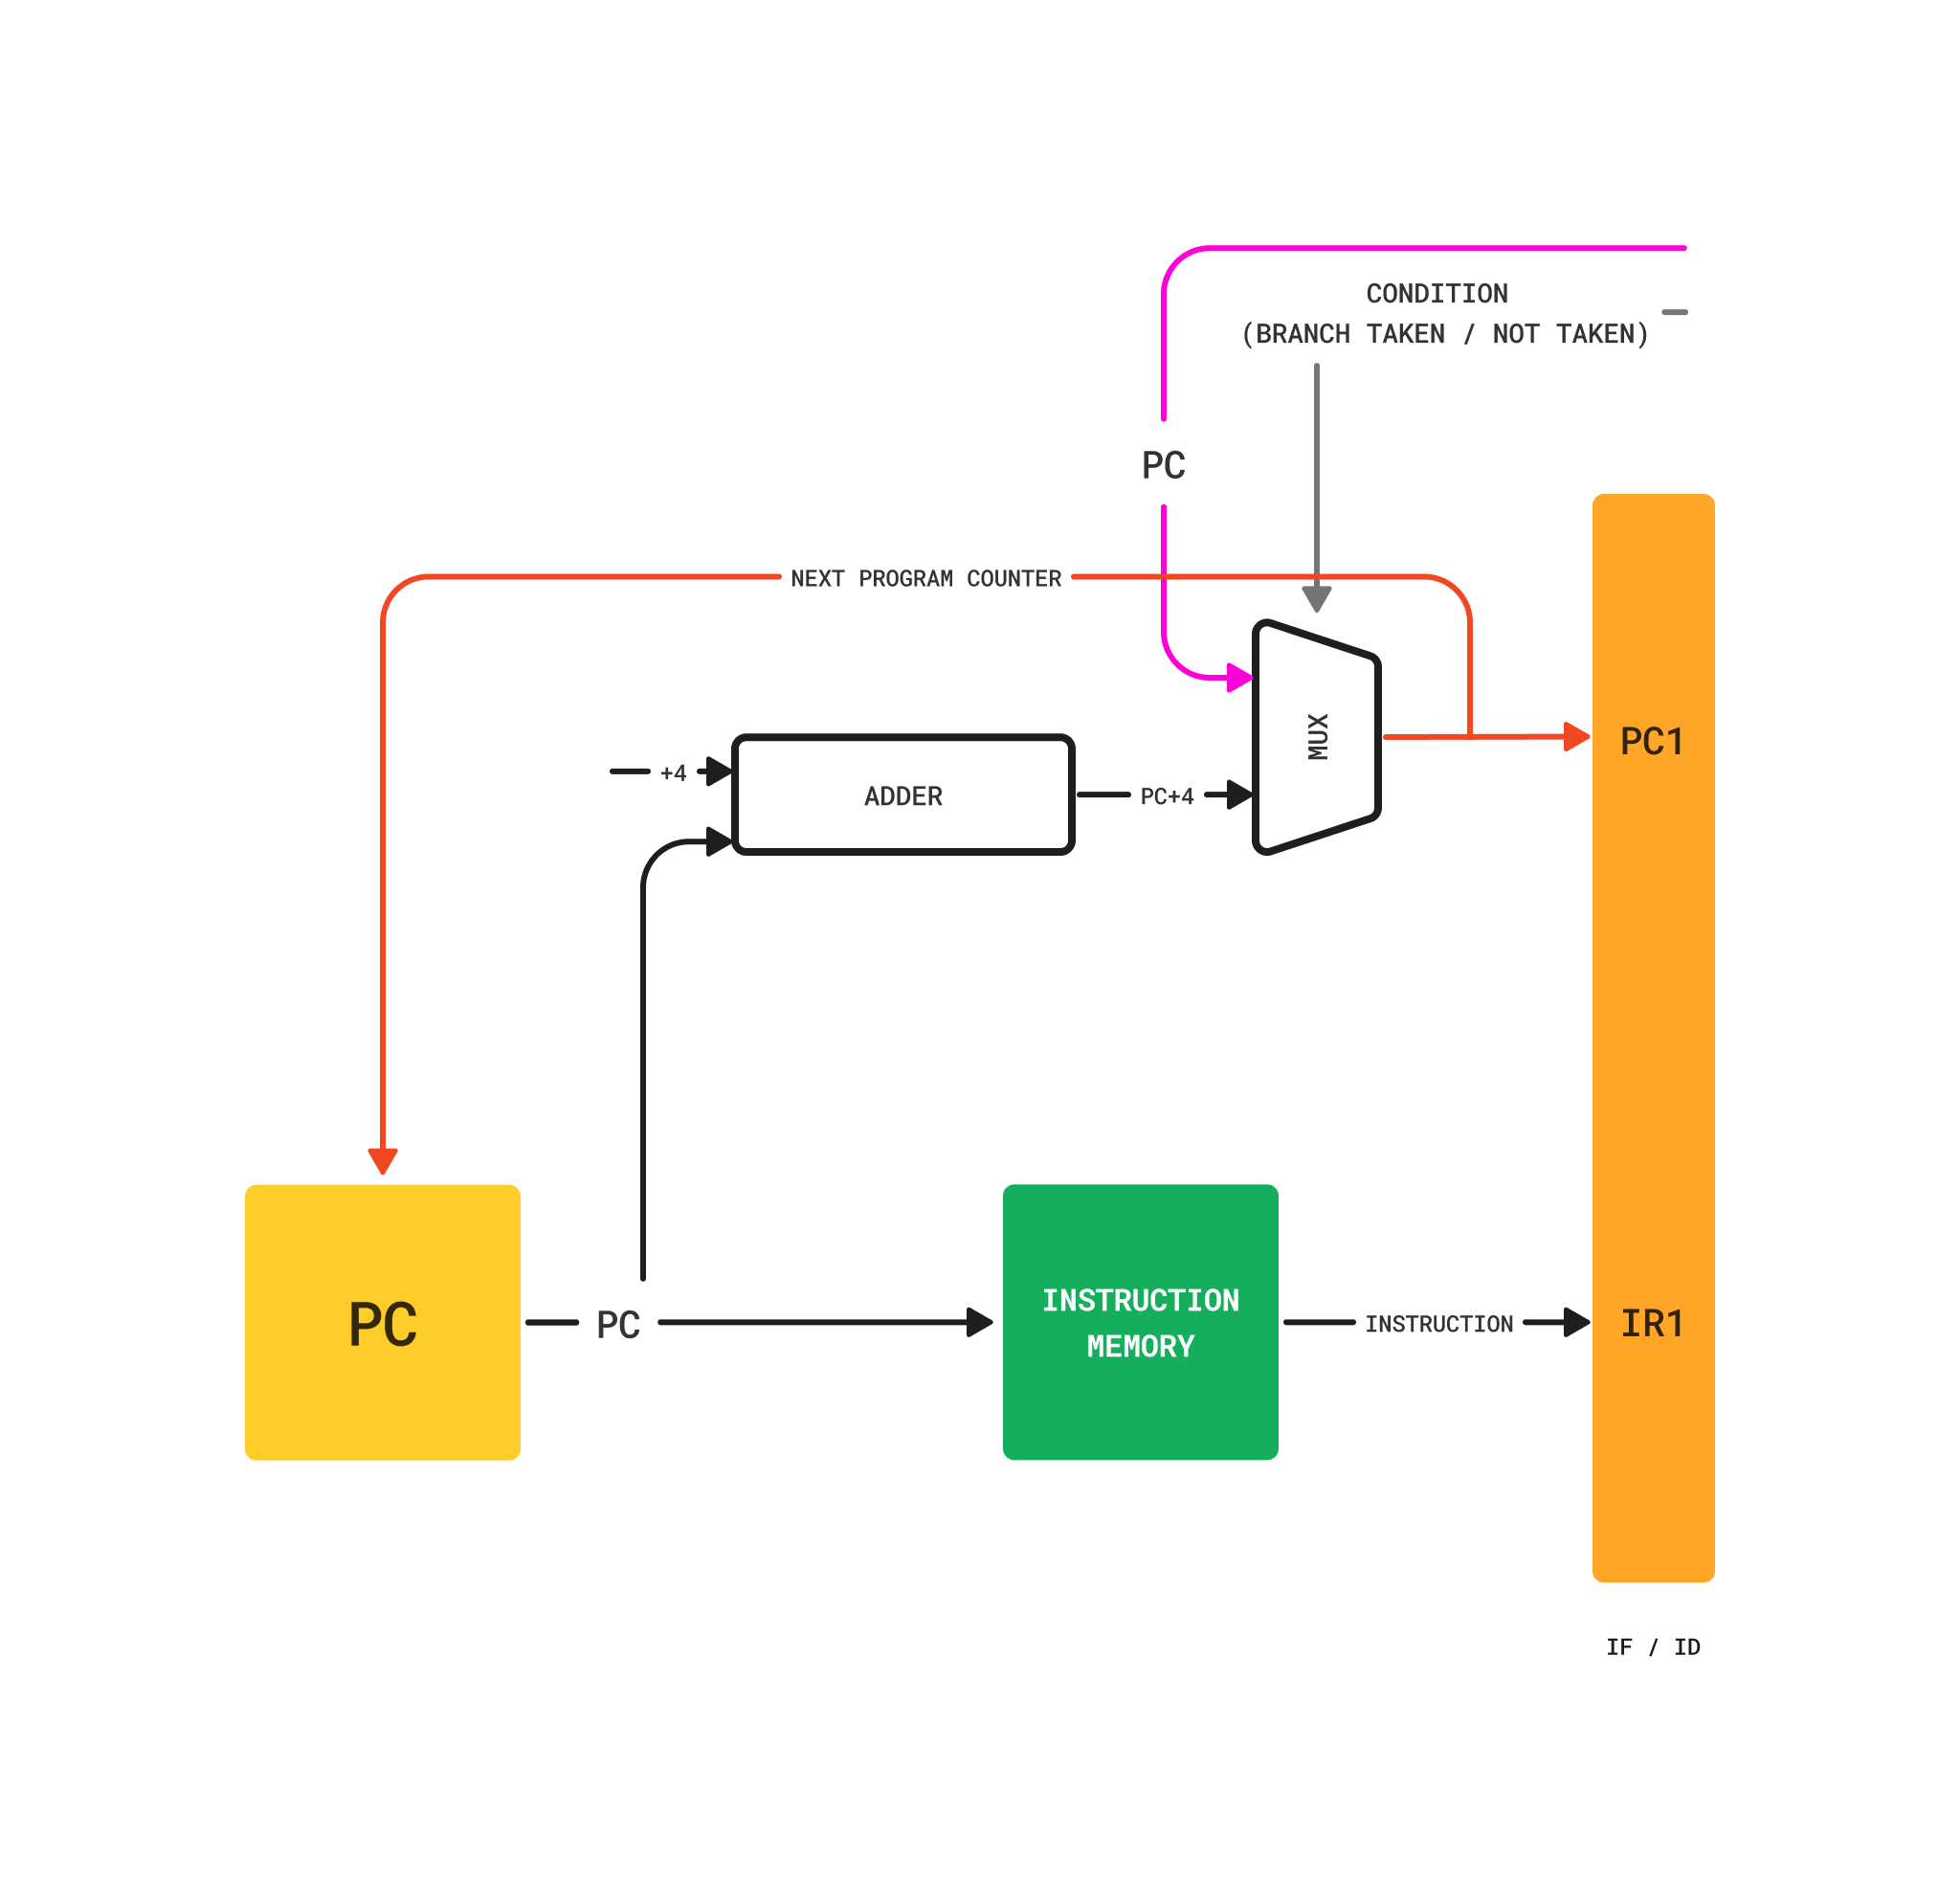 CONDITION
(BRANCH TAKEN / NOT TAKEN)
PC
NEXT PROGRAM COUNTER
MUX
PC1
+4
ADDER
PC+4
PC
PC
INSTRUCTION
MEMORY
INSTRUCTION
IR1
IF / ID